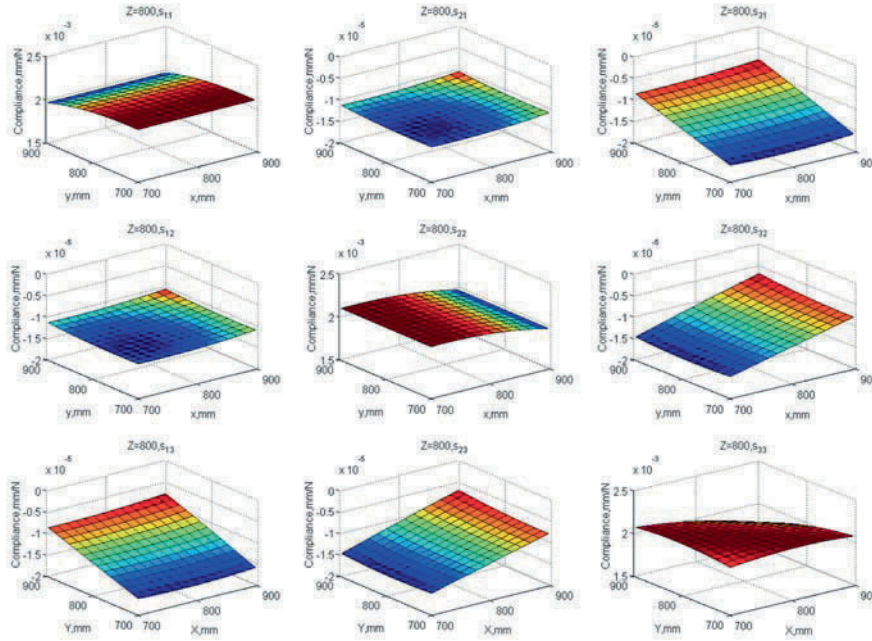 Z=800,s₁₁
x 10⁻³
2.5
2
1.5
Compliance,mm/N
900
800
700
y,mm
700
800
900
x,mm
Z=800,s₂₁
x 10⁻⁵
0
-0.5
-1
-1.5
-2
Compliance,mm/N
900
800
700
y,mm
700
800
900
x,mm
Z=800,s₃₁
x 10⁻⁵
0
-0.5
-1
-1.5
-2
Compliance,mm/N
900
800
700
y,mm
700
800
900
x,mm
Z=800,s₁₂
x 10⁻⁵
0
-0.5
-1
-1.5
-2
Compliance,mm/N
900
800
700
y,mm
700
800
900
x,mm
Z=800,s₂₂
x 10⁻³
2.5
2
1.5
Compliance,mm/N
900
800
700
y,mm
700
800
900
x,mm
Z=800,s₃₂
x 10⁻⁵
0
-0.5
-1
-1.5
-2
Compliance,mm/N
900
800
700
y,mm
700
800
900
x,mm
Z=800,s₁₃
x 10⁻⁵
0
-0.5
-1
-1.5
-2
Compliance,mm/N
900
800
700
Y,mm
700
800
900
X,mm
Z=800,s₂₃
x 10⁻⁵
0
-0.5
-1
-1.5
-2
Compliance,mm/N
900
800
700
Y,mm
700
800
900
X,mm
Z=800,s₃₃
x 10⁻³
2.5
2
1.5
Compliance,mm/N
900
800
700
Y,mm
700
800
900
X,mm